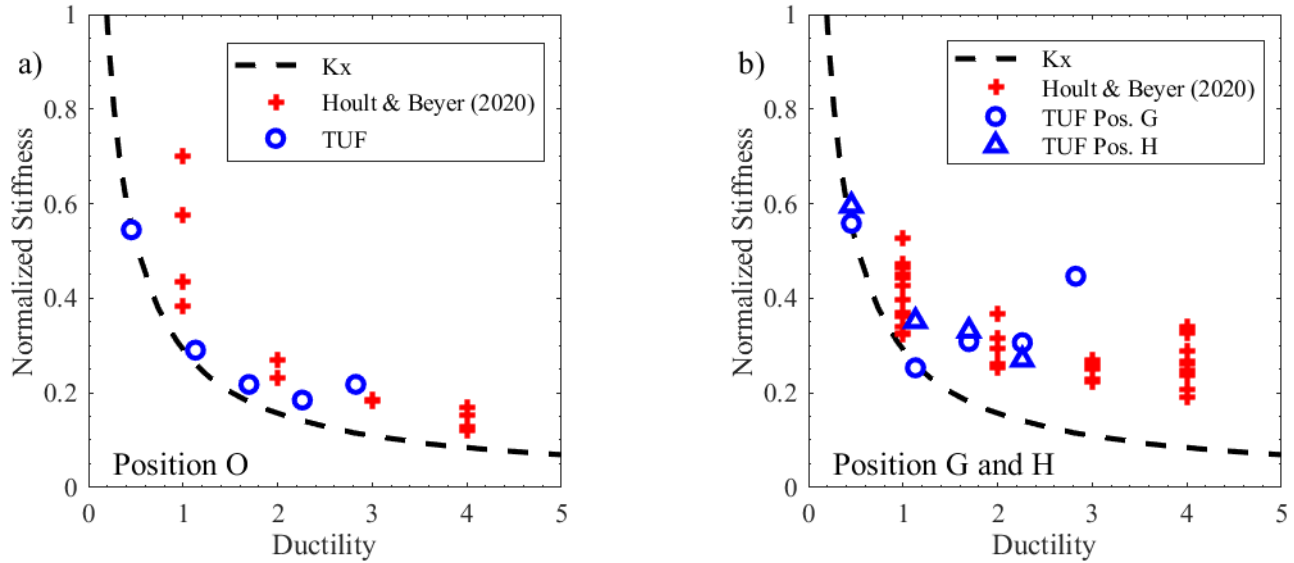 a)
Kx
Hoult & Beyer (2020)
TUF
Normalized Stiffness
1
0.8
0.6
0.4
0.2
0
Position O
0 1 2 3 4 5
Ductility
b)
Kx
Hoult & Beyer (2020)
TUF Pos. G
TUF Pos. H
Normalized Stiffness
1
0.8
0.6
0.4
0.2
0
Position G and H
0 1 2 3 4 5
Ductility